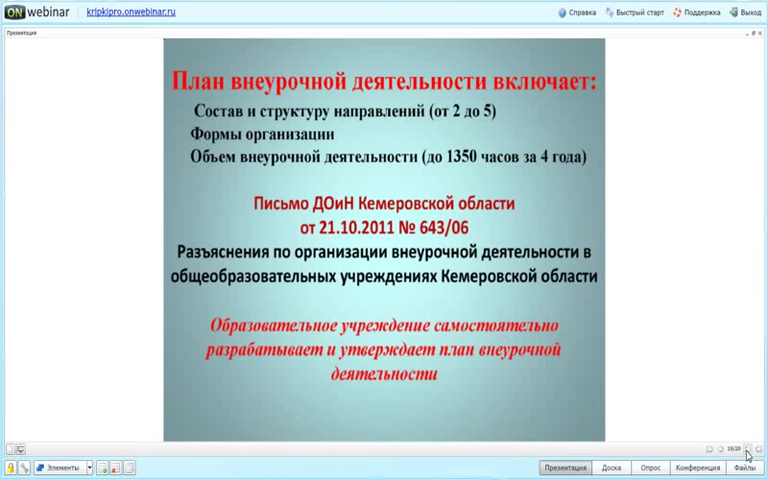 ON webinar kripkipro.onwebinar.ru Справка Быстрый старт Поддержка Выход
Презентация
План внеурочной деятельности включает:
Состав и структуру направлений (от 2 до 5)
Формы организации
Объем внеурочной деятельности (до 1350 часов за 4 года)
Письмо ДОиН Кемеровской области
от 21.10.2011 № 643/06
Разъяснения по организации внеурочной деятельности в
общеобразовательных учреждениях Кемеровской области
Образовательное учреждение самостоятельно
разрабатывает и утверждает план внеурочной
деятельности
16/20
Элементы Презентация Доска Опрос Конференция Файлы